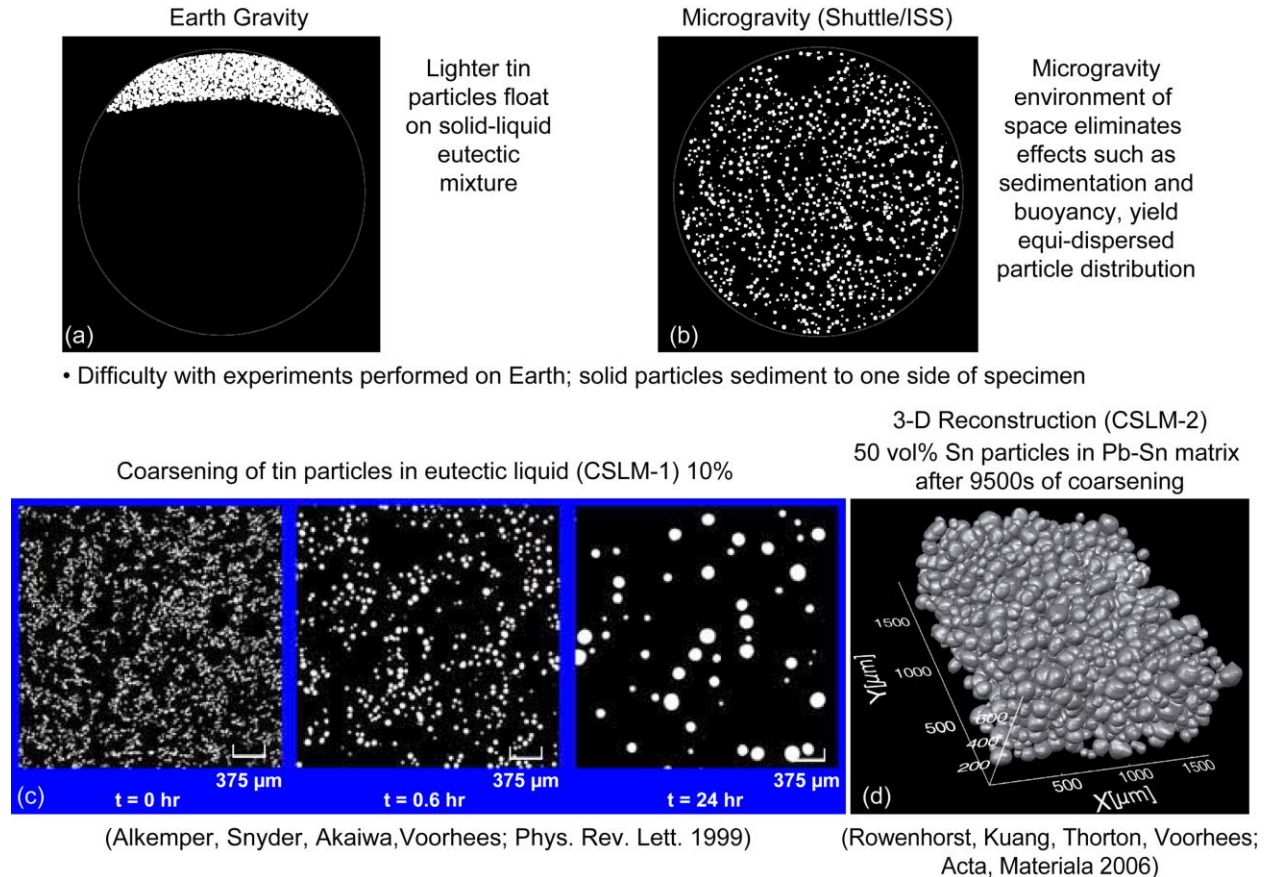 Earth Gravity
Microgravity (Shuttle/ISS)
Lighter tin
particles float
on solid-liquid
eutectic
mixture
Microgravity
environment of
space eliminates
effects such as
sedimentation and
buoyancy, yield
equi-dispersed
particle distribution
(a)
(b)
• Difficulty with experiments performed on Earth; solid particles sediment to one side of specimen
Coarsening of tin particles in eutectic liquid (CSLM-1) 10%
3-D Reconstruction (CSLM-2)
50 vol% Sn particles in Pb-Sn matrix
after 9500s of coarsening
375 µm
375 µm
375 µm
(c)
t = 0 hr
t = 0.6 hr
t = 24 hr
1500
1000
500
Y[µm]
600
400
200
500
1000
1500
X[µm]
(d)
(Alkemper, Snyder, Akaiwa,Voorhees; Phys. Rev. Lett. 1999)
(Rowenhorst, Kuang, Thorton, Voorhees;
Acta, Materiala 2006)